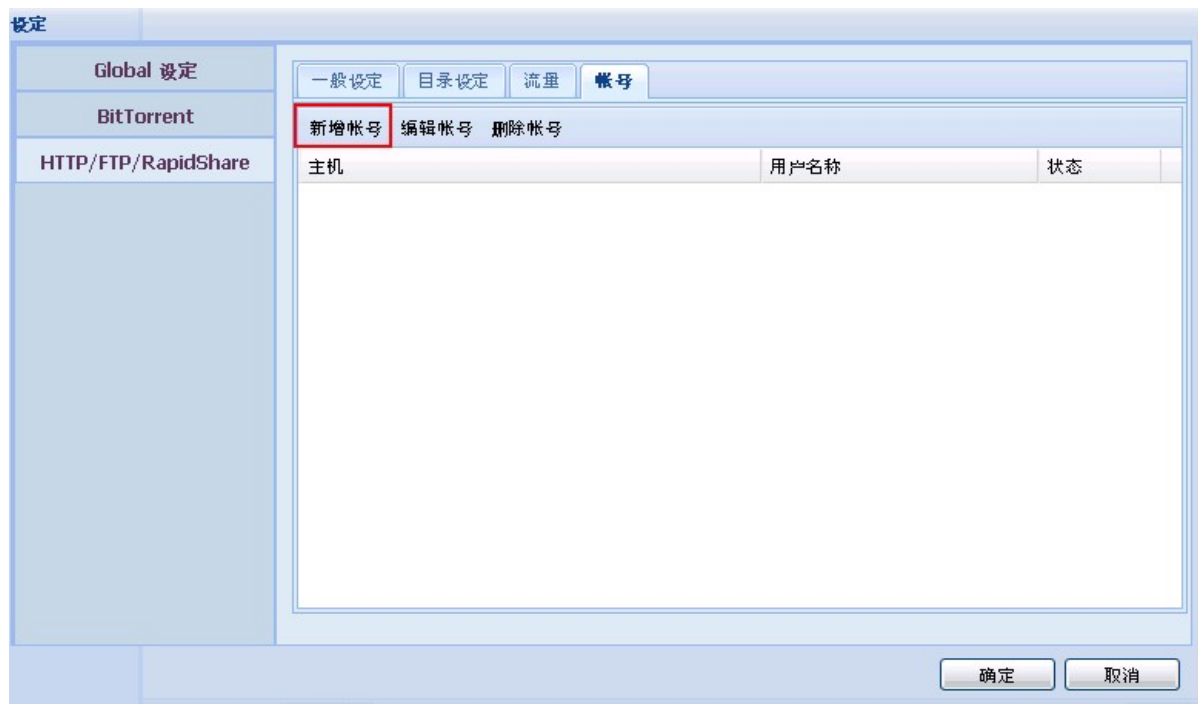 设定
Global 设定
BitTorrent
HTTP/FTP/RapidShare
一般设定 目录设定 流量 帐号
新增帐号 编辑帐号 删除帐号
主机 用户名称 状态
确定 取消